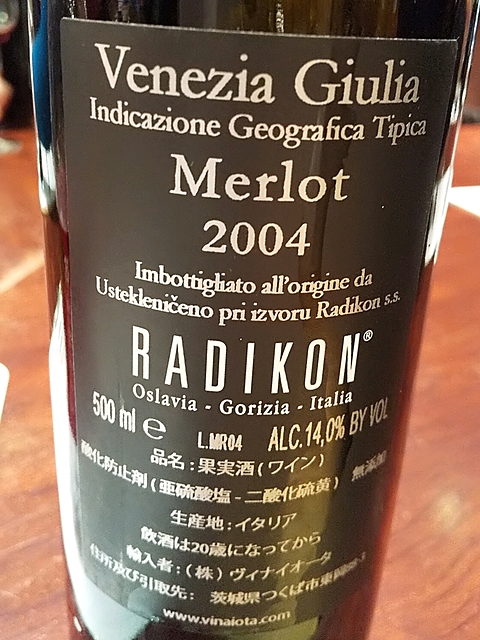 Venezia Giulia
Indicazione Geografica Tipica
Merlot
2004
Imbottigliato all'origine da
Ustekleničeno pri izvoru Radikon s.s.
RADIKON®
Oslavia - Gorizia - Italia
500 ml e L.MR04 ALC.14,0% BY VOL
品名:果実酒(ワイン)
酸化防止剤(亜硫酸塩-二酸化硫黄) 無添加
生産地:イタリア
飲酒は20歳になってから
輸入者:(株)ヴィナイオータ
住所及び引取先: 茨城県つくば市東岡
www.vinaiota.com